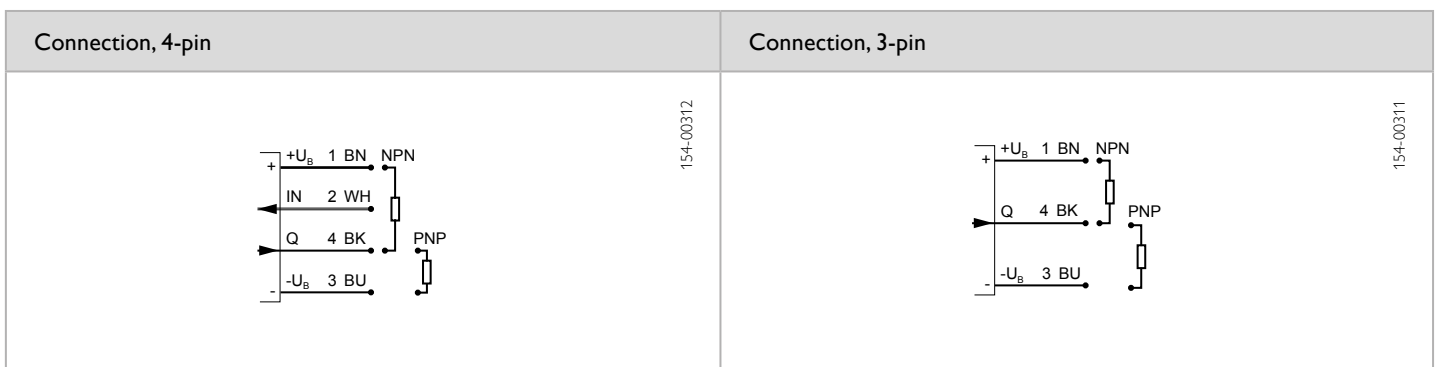 Connection, 4-pin
Connection, 3-pin
154-00312
+ +U_B 1 BN NPN
IN 2 WH
Q 4 BK PNP
- -U_B 3 BU
154-00311
+ +U_B 1 BN NPN
Q 4 BK PNP
- -U_B 3 BU